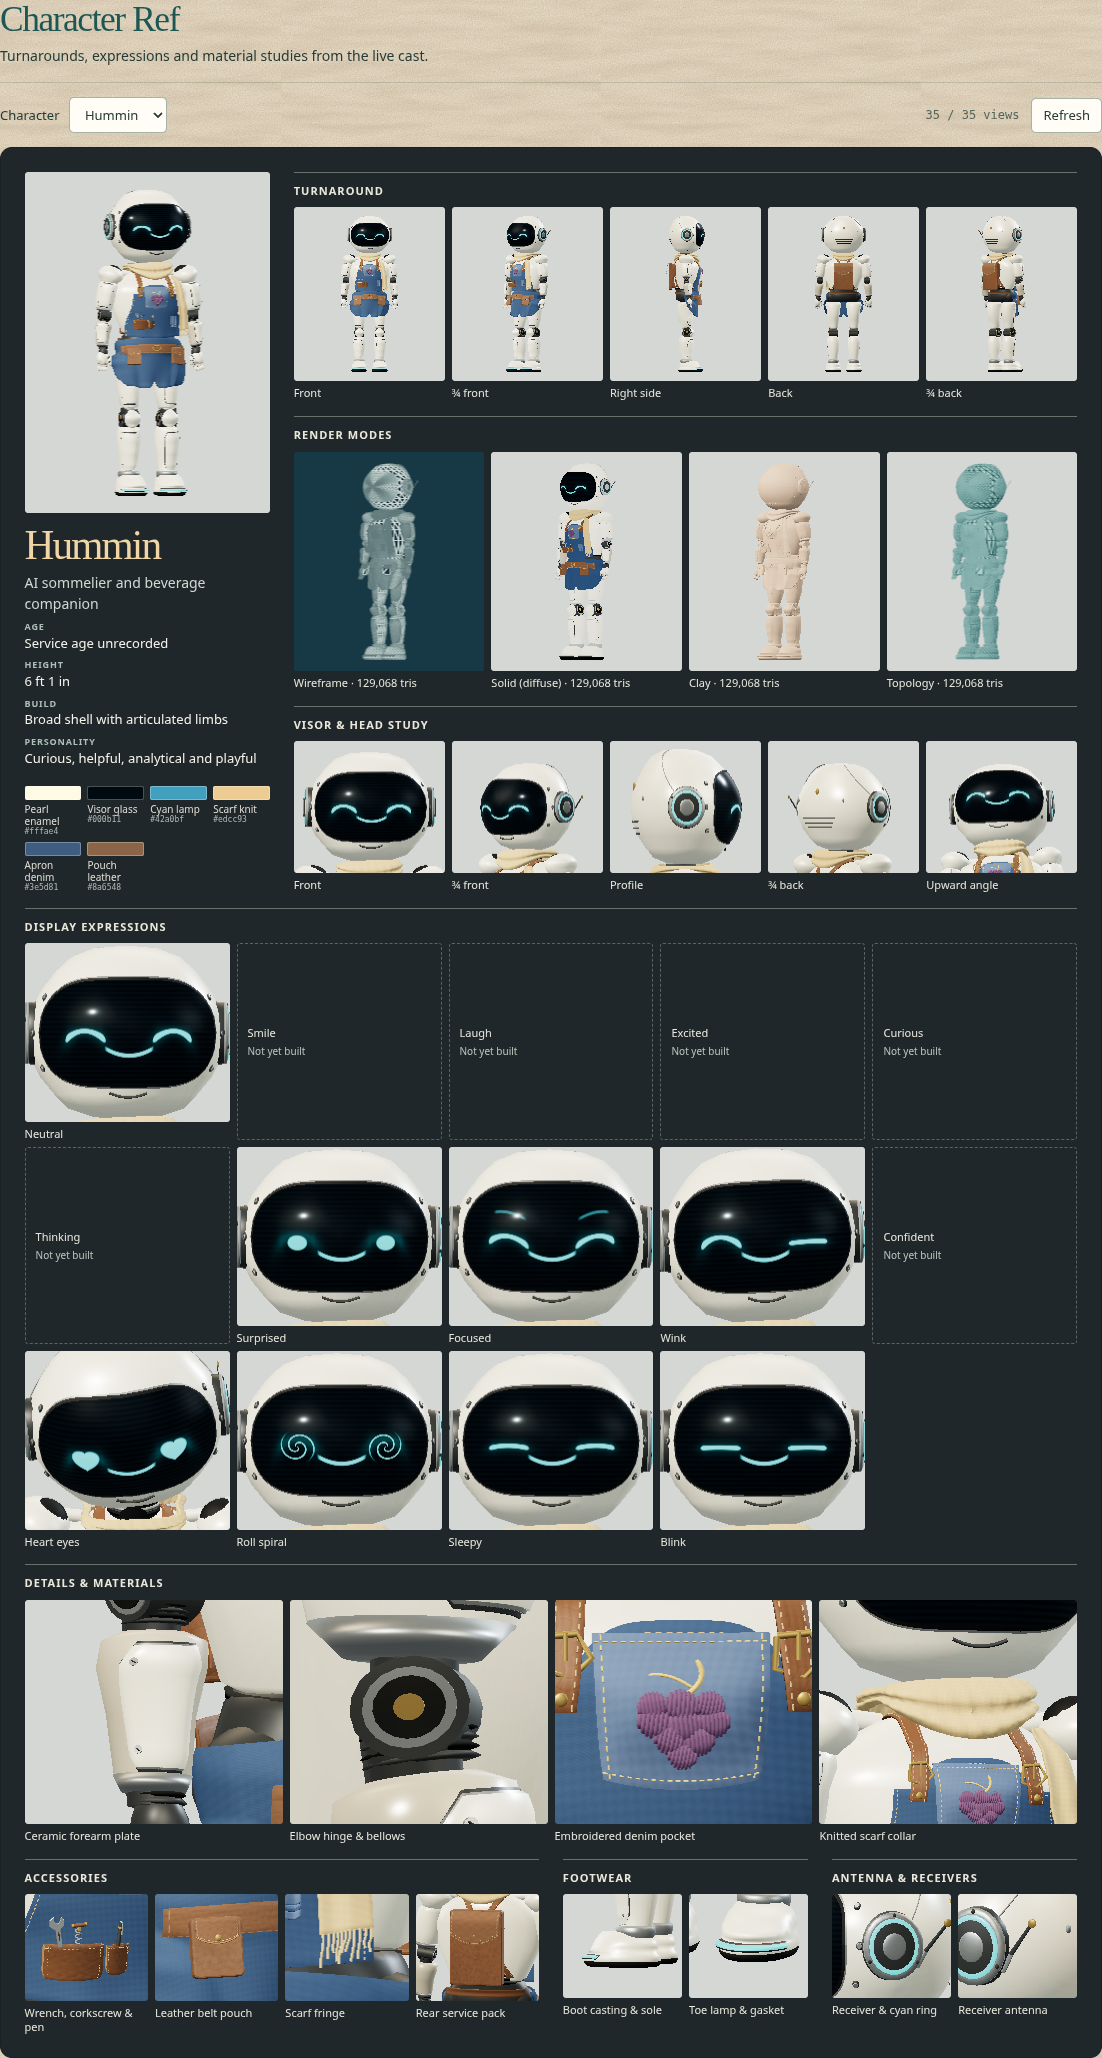 Character Ref
Turnarounds, expressions and material studies from the live cast.
Character
Hummin
35 / 35 views
Refresh
TURNAROUND
Front
¾ front
Right side
Back
¾ back
RENDER MODES
Wireframe · 129,068 tris
Solid (diffuse) · 129,068 tris
Clay · 129,068 tris
Topology · 129,068 tris
Hummin
AI sommelier and beverage
companion
AGE
Service age unrecorded
HEIGHT
6 ft 1 in
BUILD
Broad shell with articulated limbs
PERSONALITY
Curious, helpful, analytical and playful
Pearl
enamel
#fffae4
Visor glass
#000b11
Cyan lamp
#42a0bf
Scarf knit
#edcc93
Apron
denim
#3e5d81
Pouch
leather
#8a6548
VISOR & HEAD STUDY
Front
¾ front
Profile
¾ back
Upward angle
DISPLAY EXPRESSIONS
Neutral
Smile
Not yet built
Laugh
Not yet built
Excited
Not yet built
Curious
Not yet built
Thinking
Not yet built
Surprised
Focused
Wink
Confident
Not yet built
Heart eyes
Roll spiral
Sleepy
Blink
DETAILS & MATERIALS
Ceramic forearm plate
Elbow hinge & bellows
Embroidered denim pocket
Knitted scarf collar
ACCESSORIES
Wrench, corkscrew &
pen
Leather belt pouch
Scarf fringe
Rear service pack
FOOTWEAR
Boot casting & sole
Toe lamp & gasket
ANTENNA & RECEIVERS
Receiver & cyan ring
Receiver antenna